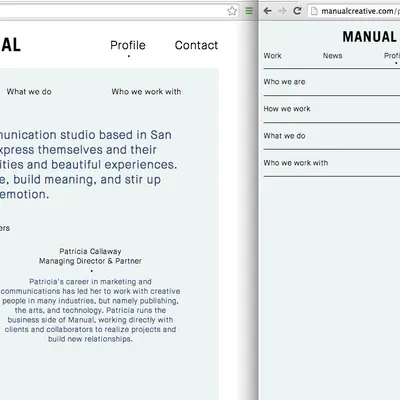 AL
Profile
Contact
What we do
Who we work with
munication studio based in San
xpress themselves and their
ities and beautiful experiences.
e, build meaning, and stir up
emotion.
ers
Patricia Callaway
Managing Director & Partner
Patricia's career in marketing and
communications has led her to work with creative
people in many industries, but namely publishing,
the arts, and technology. Patricia runs the
business side of Manual, working directly with
clients and collaborators to realize projects and
build new relationships.
manualcreative.com/p
MANUAL
Work
News
Profi
Who we are
How we work
What we do
Who we work with